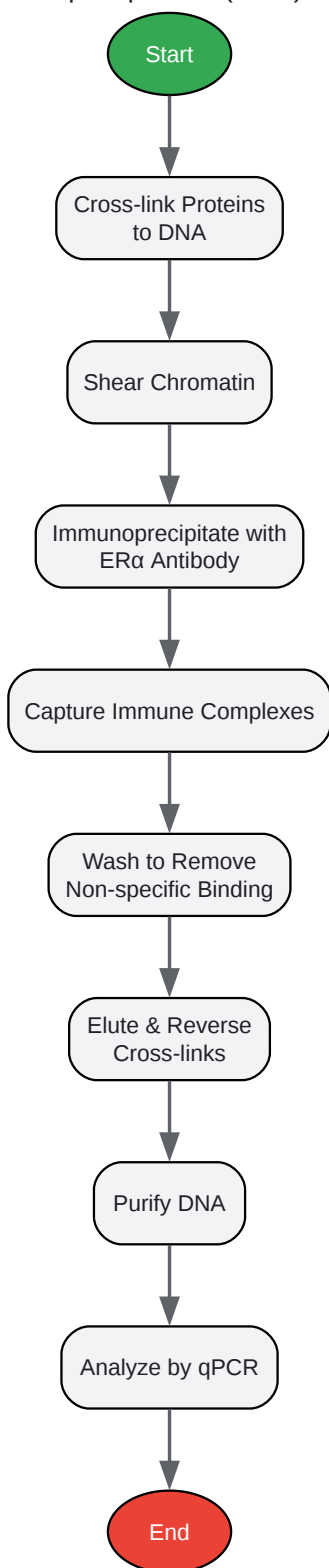 Start
Cross-link Proteins
to DNA
Shear Chromatin
Immunoprecipitate with
ERα Antibody
Capture Immune Complexes
Wash to Remove
Non-specific Binding
Elute & Reverse
Cross-links
Purify DNA
Analyze by qPCR
End